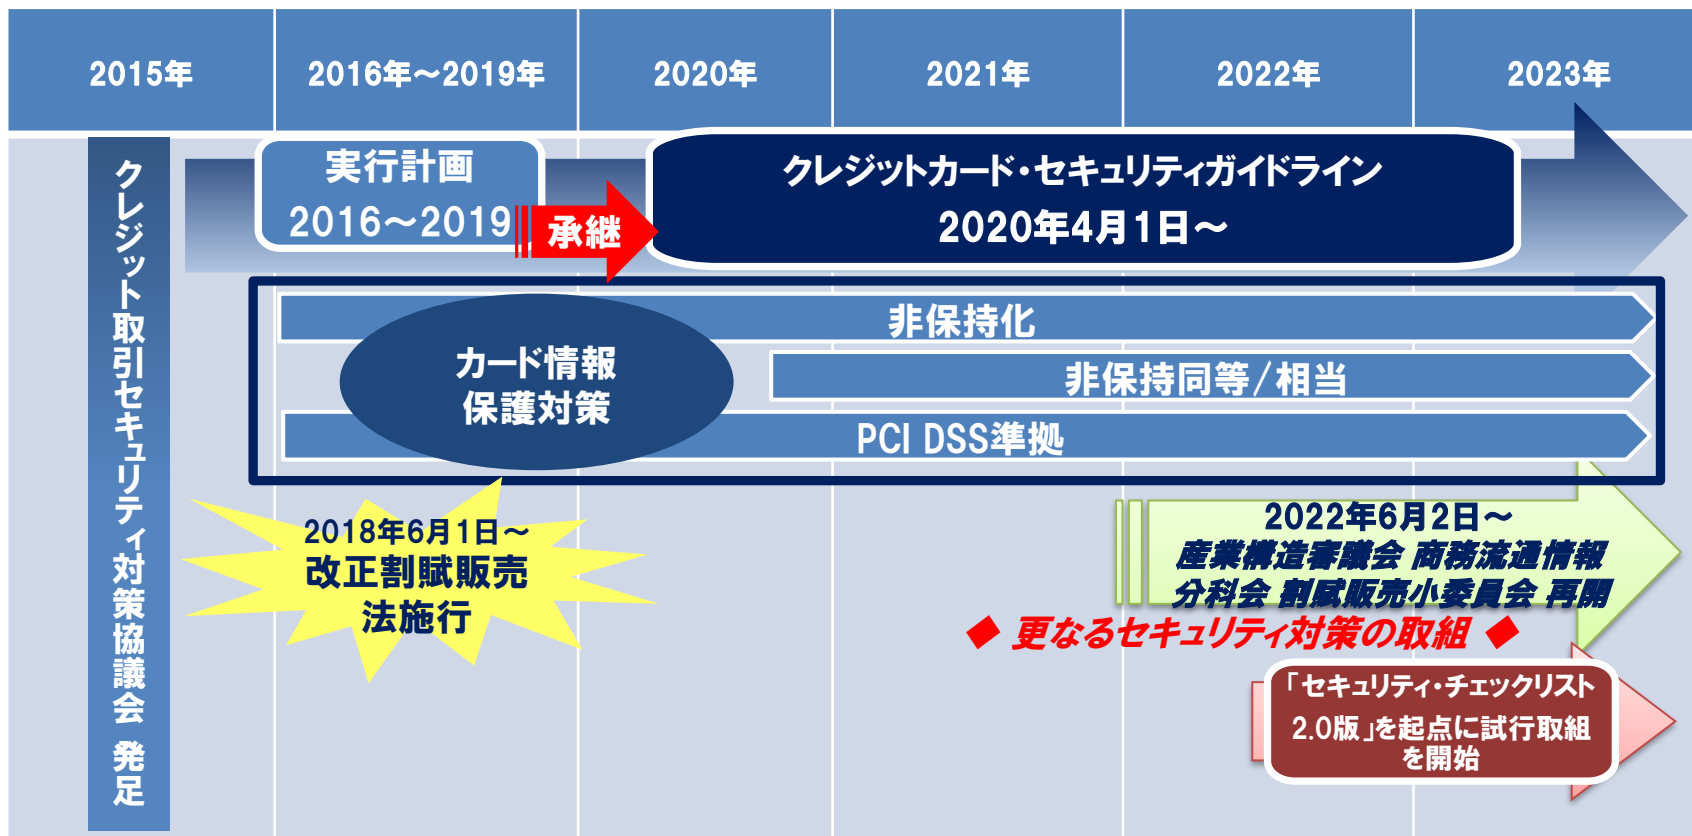 2015年
2016年～2019年
2020年
2021年
2022年
2023年
クレジット取引セキュリティ対策協議会 発足
実行計画
2016～2019
承継
クレジットカード・セキュリティガイドライン
2020年4月1日～
非保持化
カード情報
保護対策
非保持同等/相当
PCI DSS準拠
2018年6月1日～
改正割賦販売
法施行
2022年6月2日～
産業構造審議会 商務流通情報
分科会 割賦販売小委員会 再開
◆ 更なるセキュリティ対策の取組 ◆
「セキュリティ・チェックリスト
2.0版」を起点に試行取組
を開始